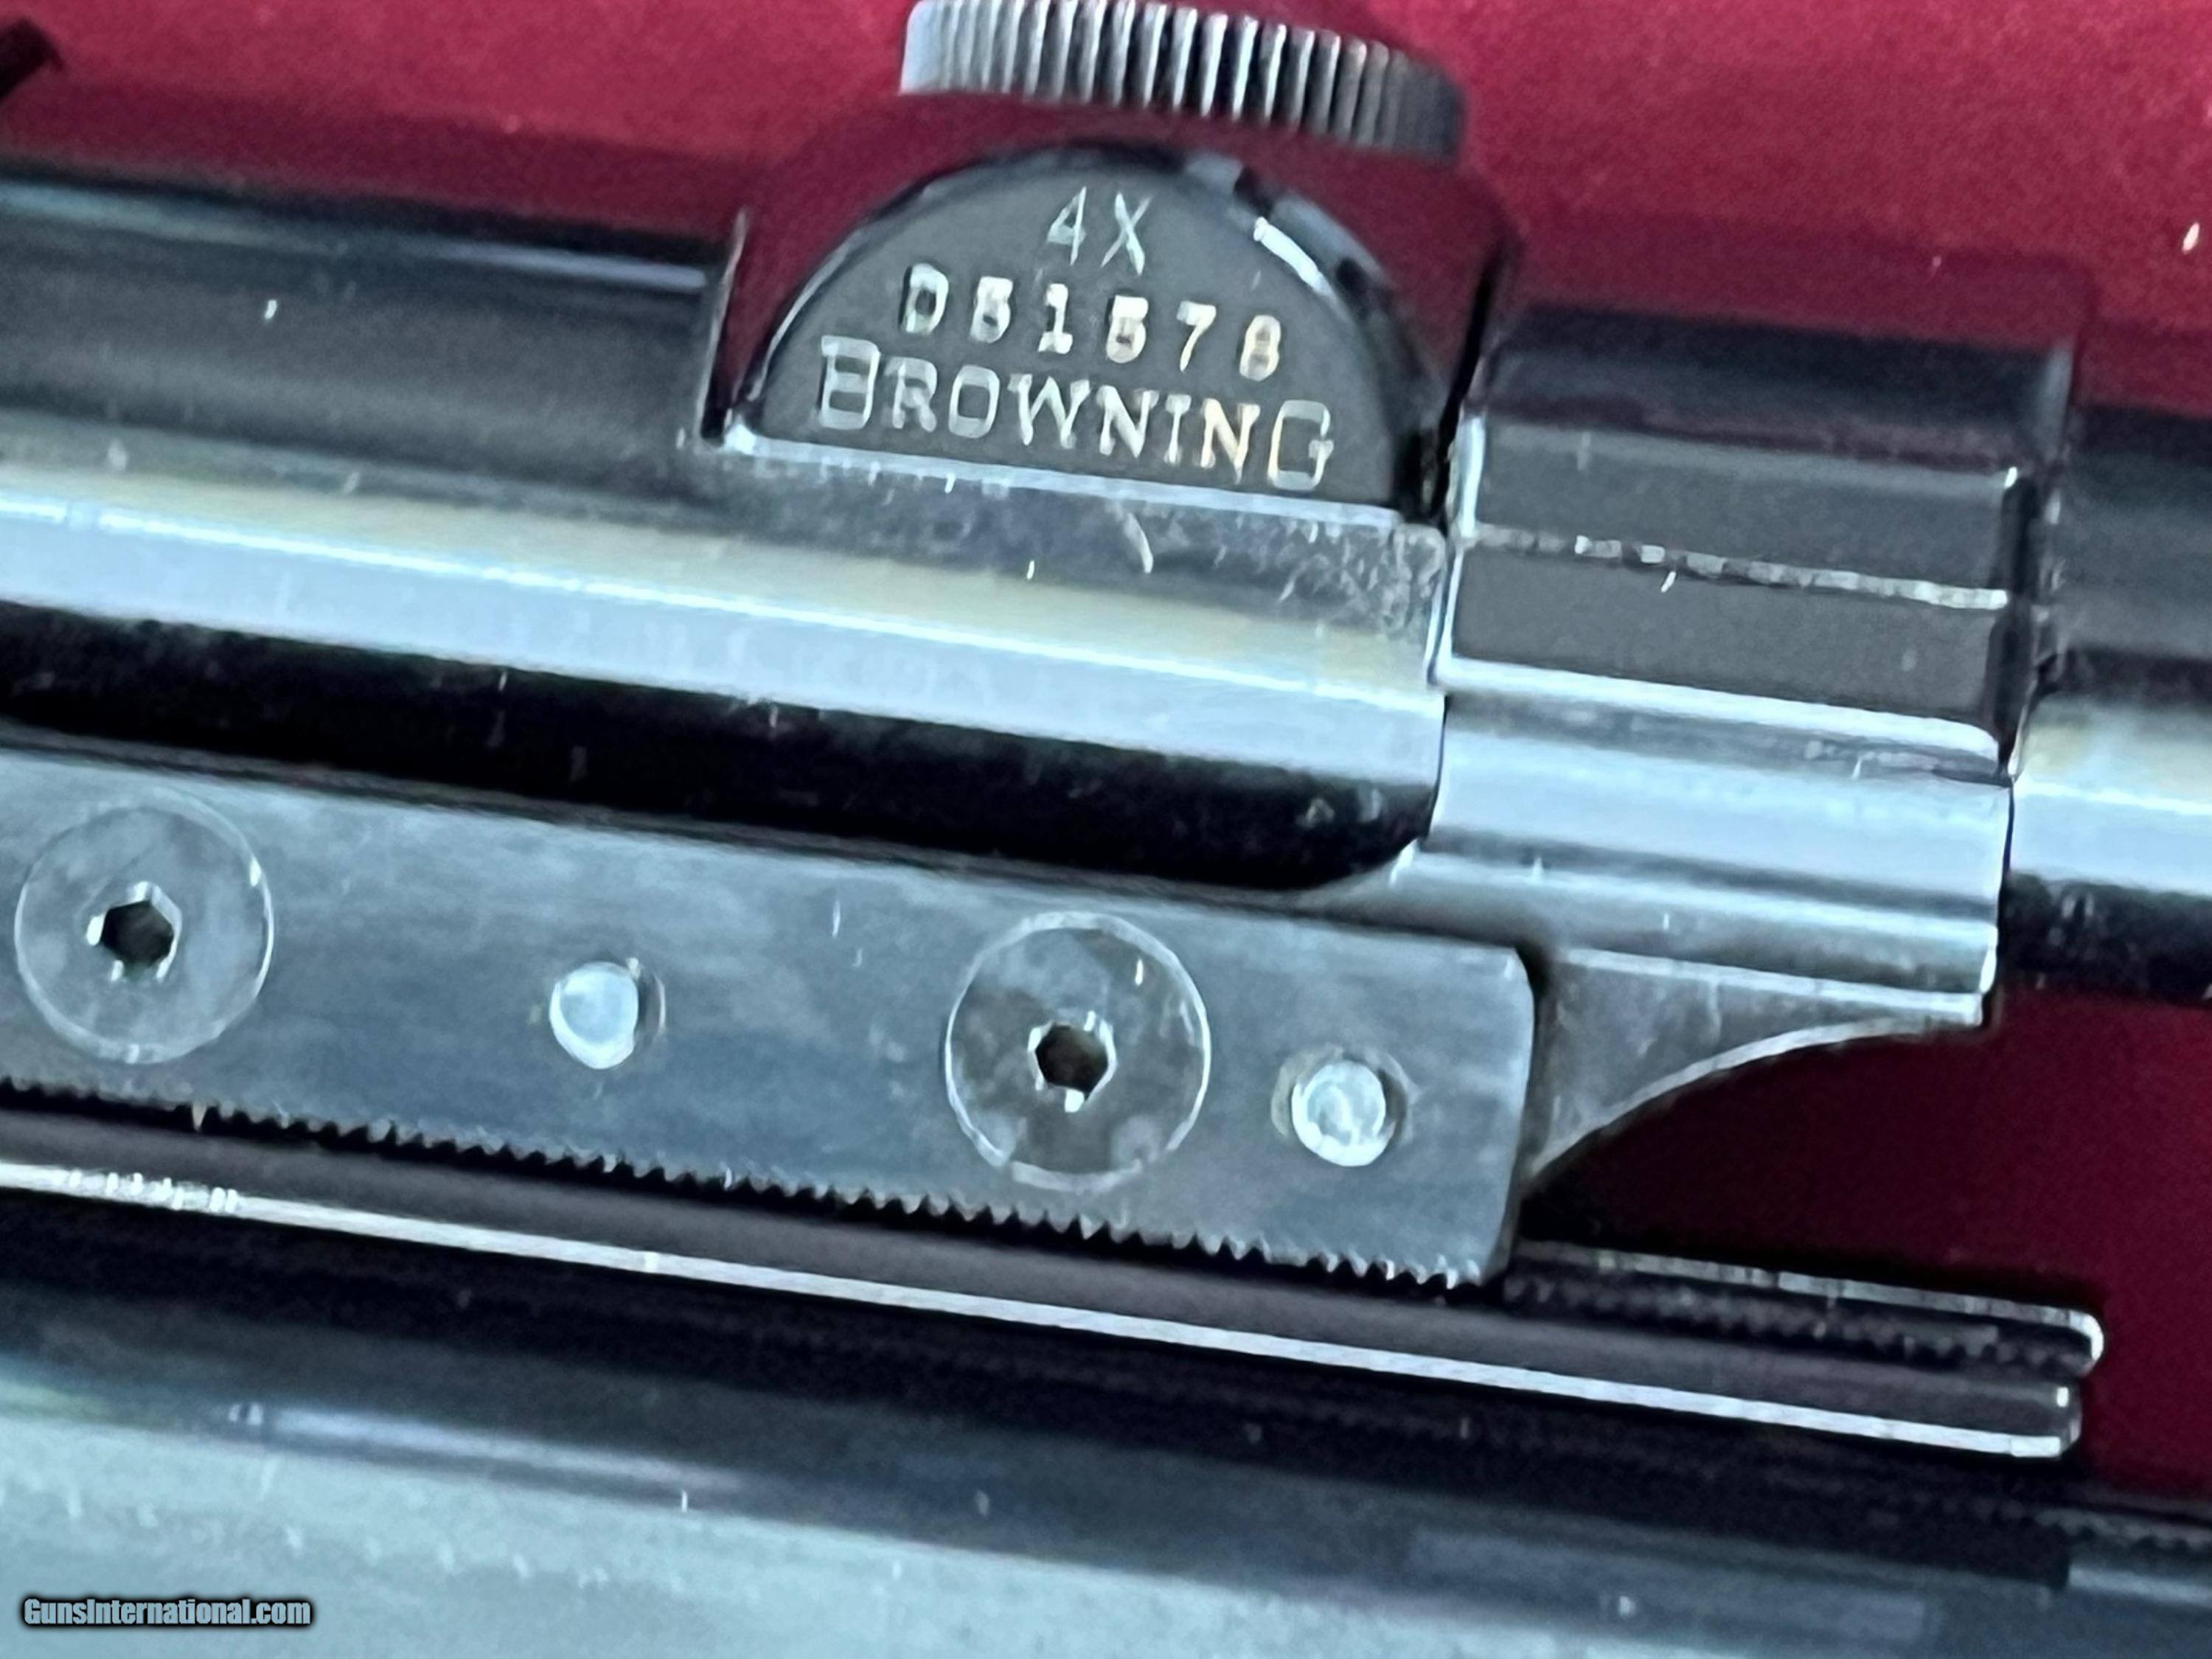 4X
D51578
BROWNING
GunsInternational.com